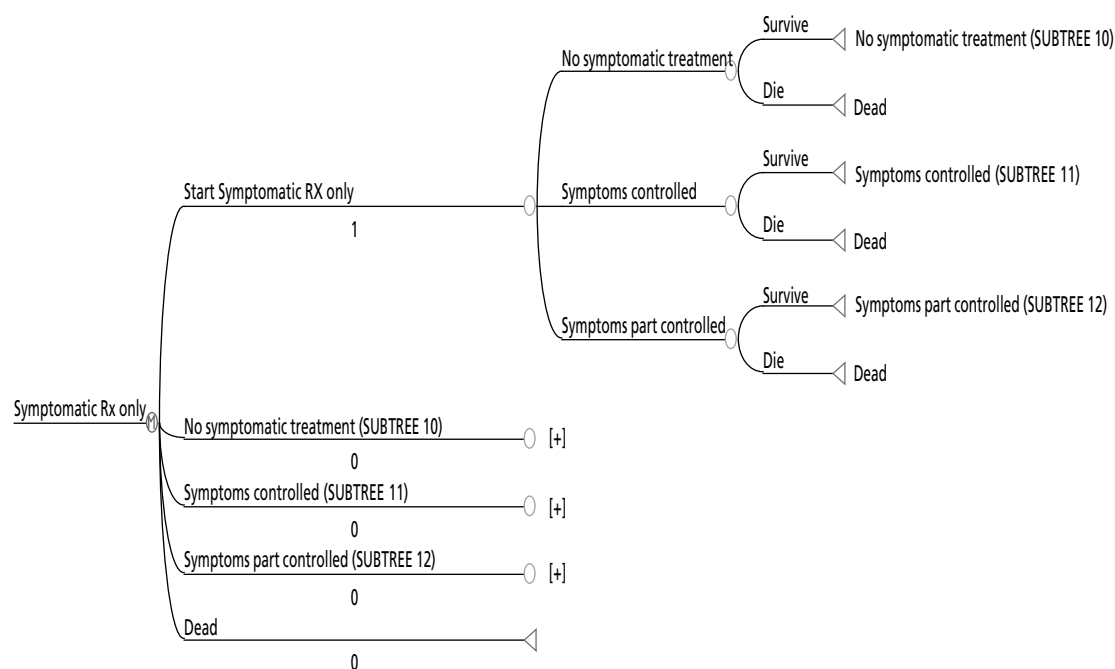 Survive
No symptomatic treatment (SUBTREE 10)
No symptomatic treatment
Die
Dead
Survive
Symptoms controlled (SUBTREE 11)
Start Symptomatic RX only
Symptoms controlled
1
Die
Dead
Survive
Symptoms part controlled (SUBTREE 12)
Symptoms part controlled
Die
Dead
Symptomatic Rx only
M
No symptomatic treatment (SUBTREE 10)
[+]
0
Symptoms controlled (SUBTREE 11)
[+]
0
Symptoms part controlled (SUBTREE 12)
[+]
0
Dead
0